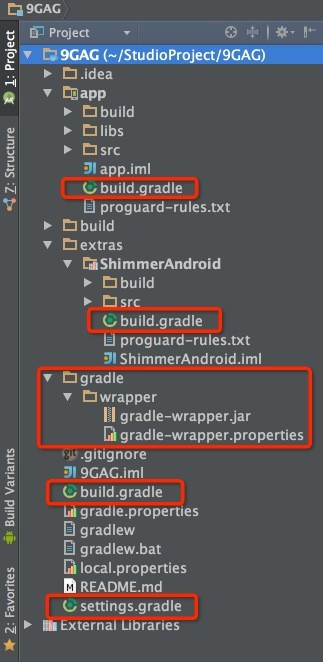 9GAG
1: Project
Project
9GAG (~/StudioProject/9GAG)
.idea
app
build
libs
src
app.iml
build.gradle
proguard-rules.txt
build
extras
ShimmerAndroid
build
src
build.gradle
proguard-rules.txt
ShimmerAndroid.iml
gradle
wrapper
gradle-wrapper.jar
gradle-wrapper.properties
.gitignore
9GAG.iml
build.gradle
gradle.properties
gradlew
gradlew.bat
local.properties
README.md
settings.gradle
External Libraries
Z: Structure
Build Variants
2: Favorites